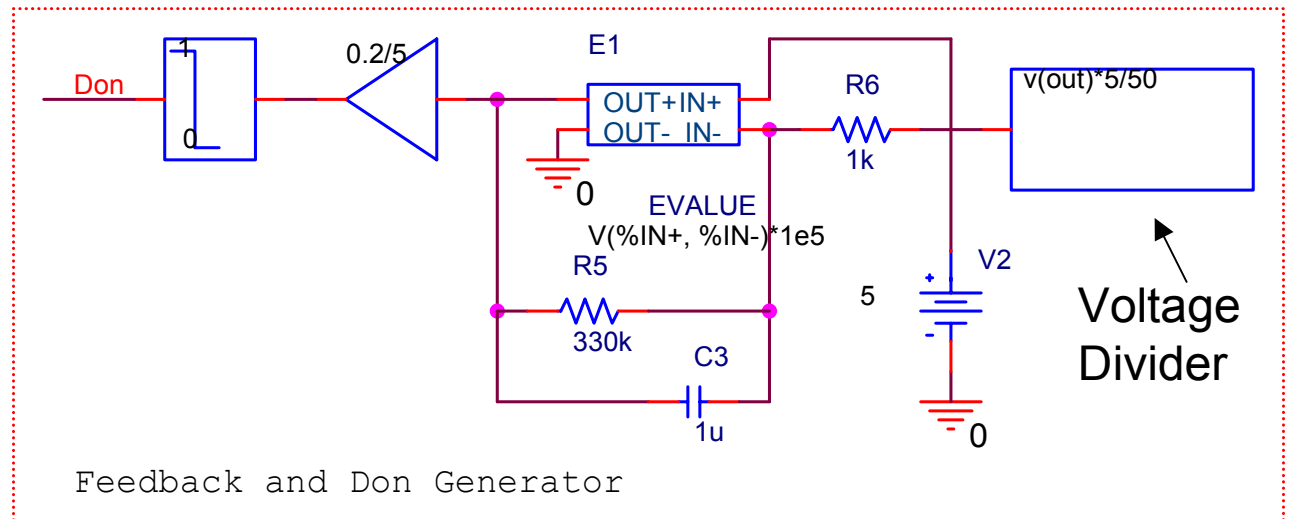 1
0
Don
0.2/5
E1
OUT+IN+
OUT- IN-
0
EVALUE
V(%IN+, %IN-)*1e5
R6
1k
v(out)*5/50
R5
330k
C3
1u
V2
+
5
-
0
Voltage
Divider
Feedback and Don Generator